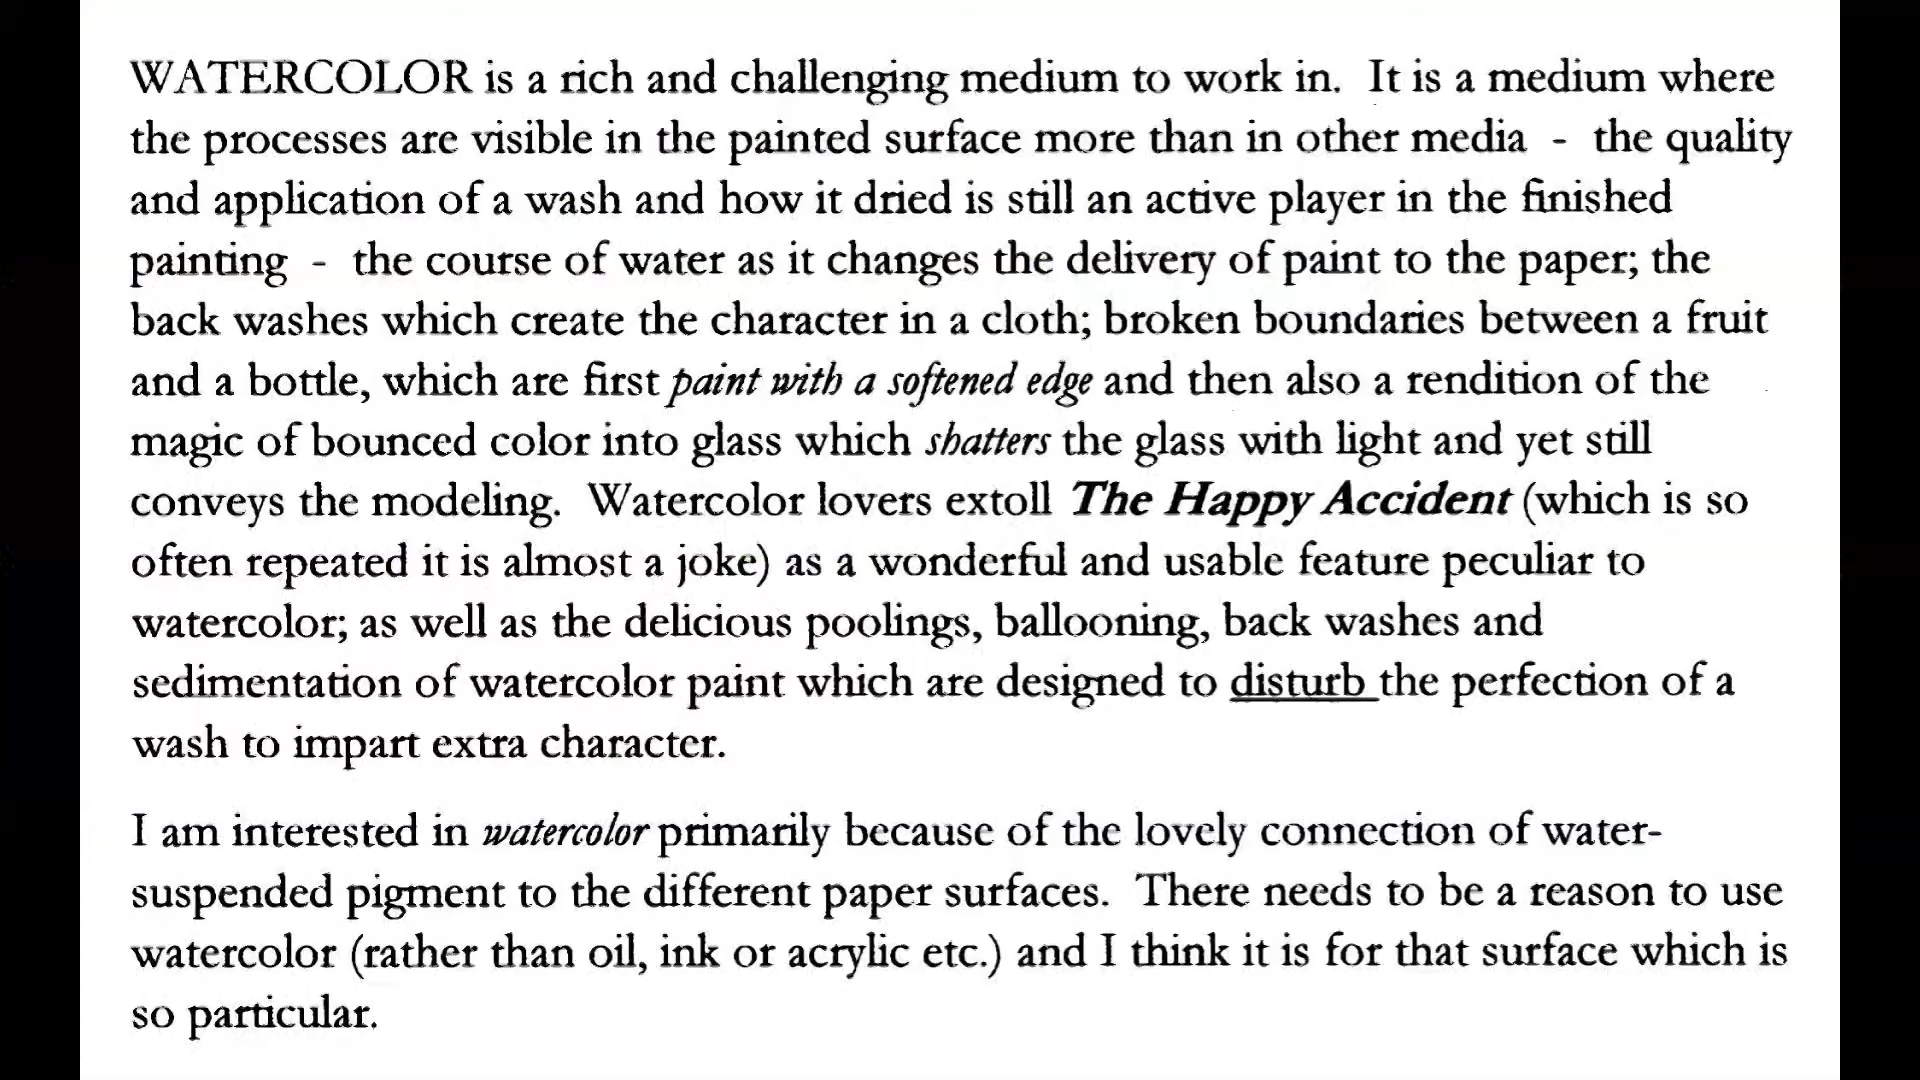 WATERCOLOR is a rich and challenging medium to work in.  It is a medium where
the processes are visible in the painted surface more than in other media  -  the quality
and application of a wash and how it dried is still an active player in the finished
painting  -  the course of water as it changes the delivery of paint to the paper; the
back washes which create the character in a cloth; broken boundaries between a fruit
and a bottle, which are first paint with a softened edge and then also a rendition of the
magic of bounced color into glass which shatters the glass with light and yet still
conveys the modeling.  Watercolor lovers extoll The Happy Accident (which is so
often repeated it is almost a joke) as a wonderful and usable feature peculiar to
watercolor; as well as the delicious poolings, ballooning, back washes and
sedimentation of watercolor paint which are designed to disturb the perfection of a
wash to impart extra character.
I am interested in watercolor primarily because of the lovely connection of water-
suspended pigment to the different paper surfaces.  There needs to be a reason to use
watercolor (rather than oil, ink or acrylic etc.) and I think it is for that surface which is
so particular.